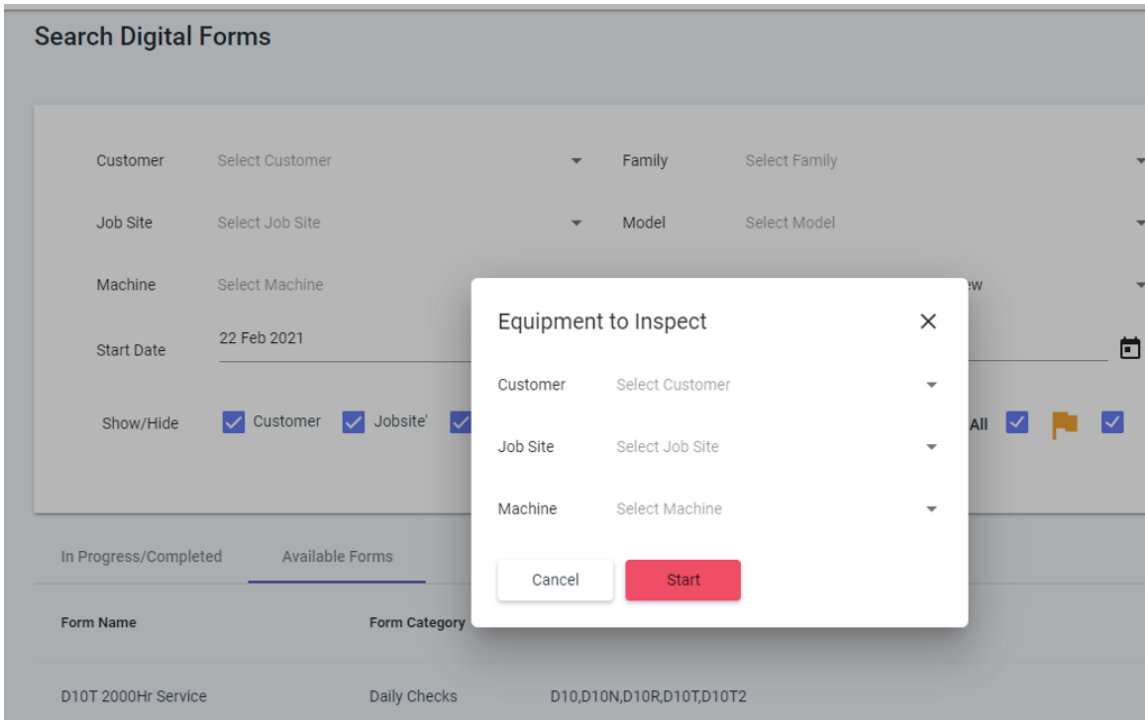 Search Digital Forms
Customer Select Customer Family Select Family
Job Site Select Job Site Model Select Model
Machine Select Machine
Start Date 22 Feb 2021
Show/Hide Customer Jobsite' All
Equipment to Inspect
Customer Select Customer
Job Site Select Job Site
Machine Select Machine
Cancel Start
In Progress/Completed Available Forms
Form Name Form Category
D10T 2000Hr Service Daily Checks D10,D10N,D10R,D10T,D10T2